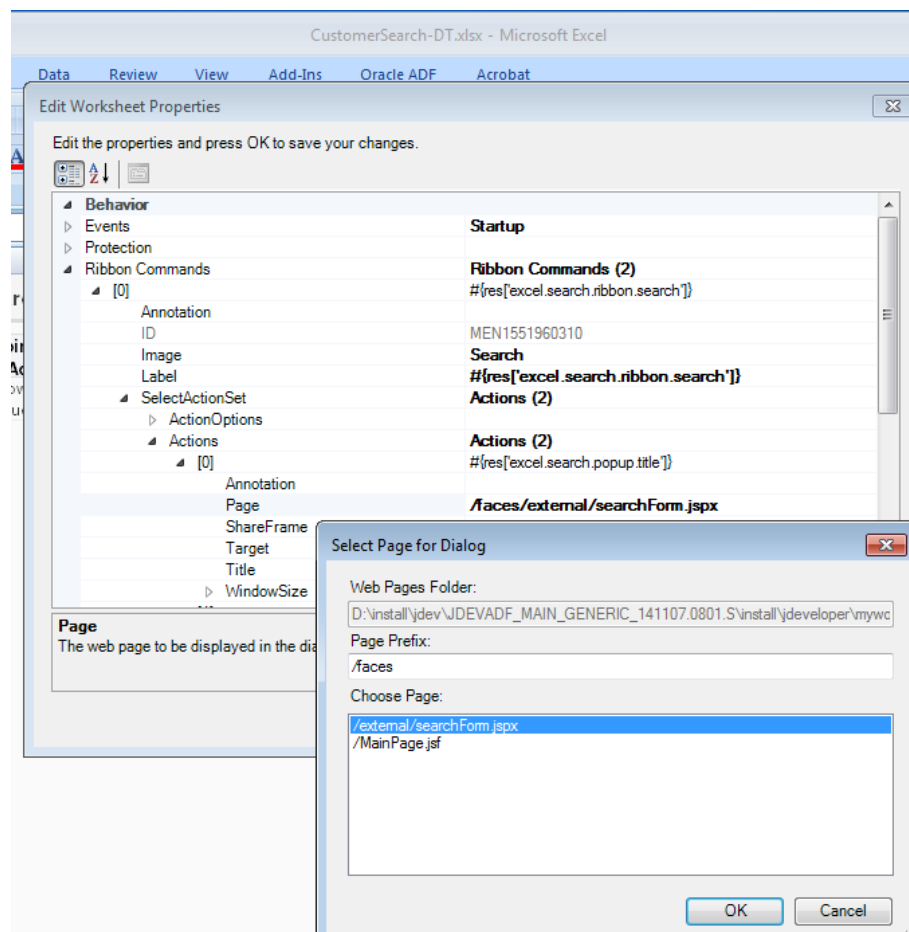 CustomerSearch-DT.xlsx - Microsoft Excel
Data Review View Add-Ins Oracle ADF Acrobat
Edit Worksheet Properties
Edit the properties and press OK to save your changes.
Behavior
Events Startup
Protection
Ribbon Commands Ribbon Commands (2)
[0] #{res['excel.search.ribbon.search']}
Annotation
ID MEN1551960310
Image Search
Label #{res['excel.search.ribbon.search']}
SelectActionSet Actions (2)
ActionOptions
Actions Actions (2)
[0] #{res['excel.search.popup.title']}
Annotation
Page /faces/external/searchForm.jspx
ShareFrame
Target
Title
WindowSize
Page
The web page to be displayed in the dia
Select Page for Dialog
Web Pages Folder:
D:\install\jdev\JDEVADF_MAIN_GENERIC_141107.0801.S\install\jdeveloper\mywo
Page Prefix:
/faces
Choose Page:
/external/searchForm.jspx
/MainPage.jsf
OK Cancel